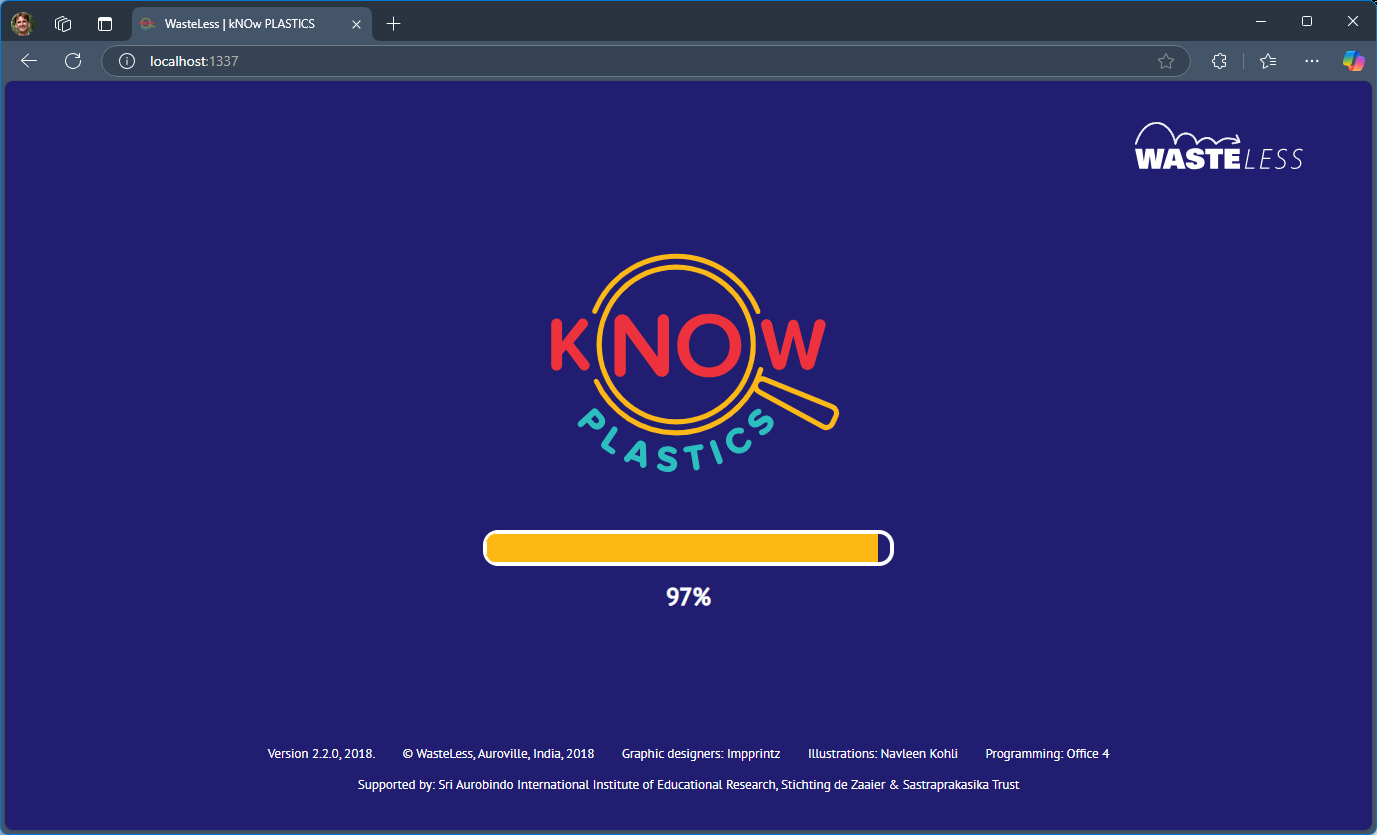 WasteLess | kNOw PLASTICS
localhost:1337
WASTELESS
KNOW
PLASTICS
97%
Version 2.2.0, 2018. © WasteLess, Auroville, India, 2018 Graphic designers: Impprintz Illustrations: Navleen Kohli Programming: Office 4
Supported by: Sri Aurobindo International Institute of Educational Research, Stichting de Zaaier & Sastraprakasika Trust